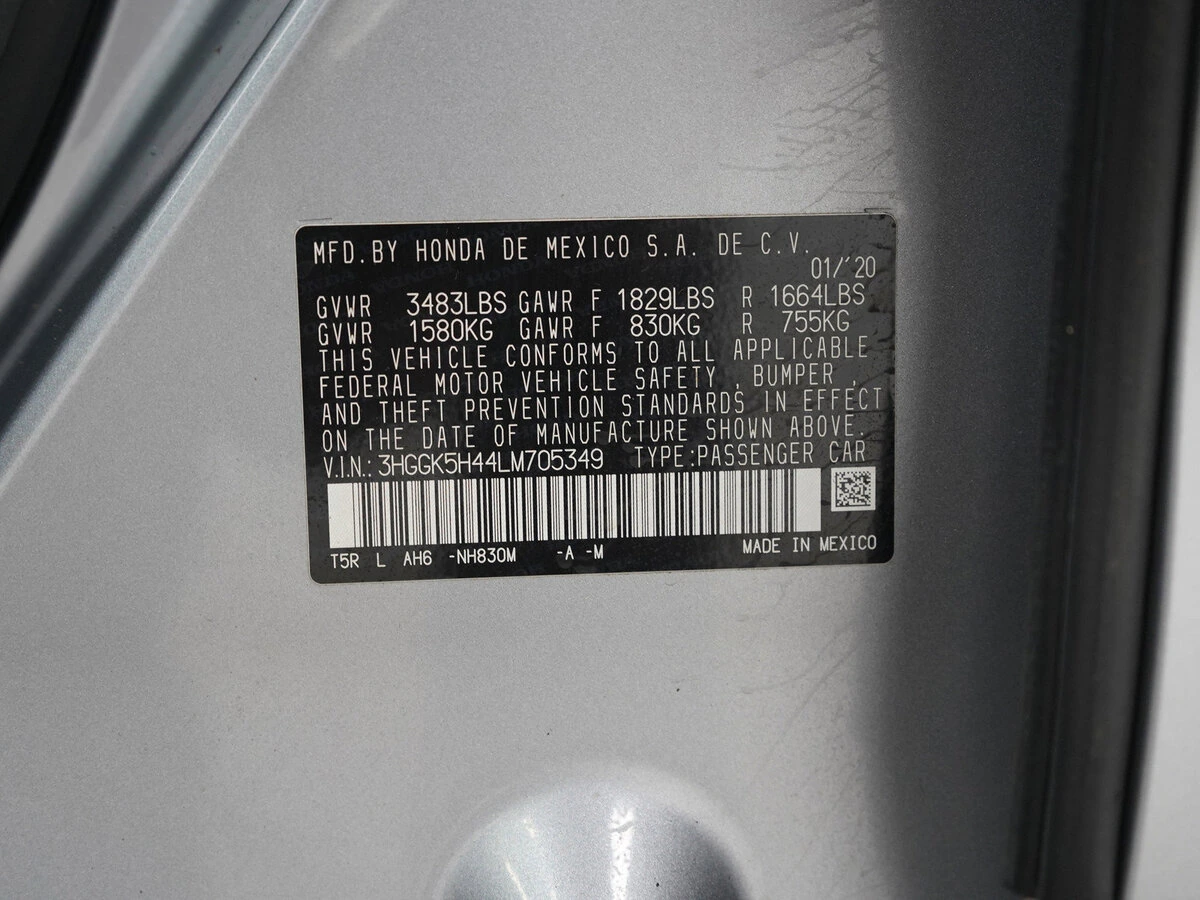 MFD.BY HONDA DE MEXICO S.A. DE C.V.
01/'20
GVWR 3483LBS GAWR F 1829LBS R 1664LBS
GVWR 1580KG GAWR F 830KG R 755KG
THIS VEHICLE CONFORMS TO ALL APPLICABLE
FEDERAL MOTOR VEHICLE SAFETY , BUMPER ,
AND THEFT PREVENTION STANDARDS IN EFFECT
ON THE DATE OF MANUFACTURE SHOWN ABOVE.
V.I.N.: 3HGGK5H44LM705349 TYPE:PASSENGER CAR
T5R L AH6 -NH830M -A -M MADE IN MEXICO